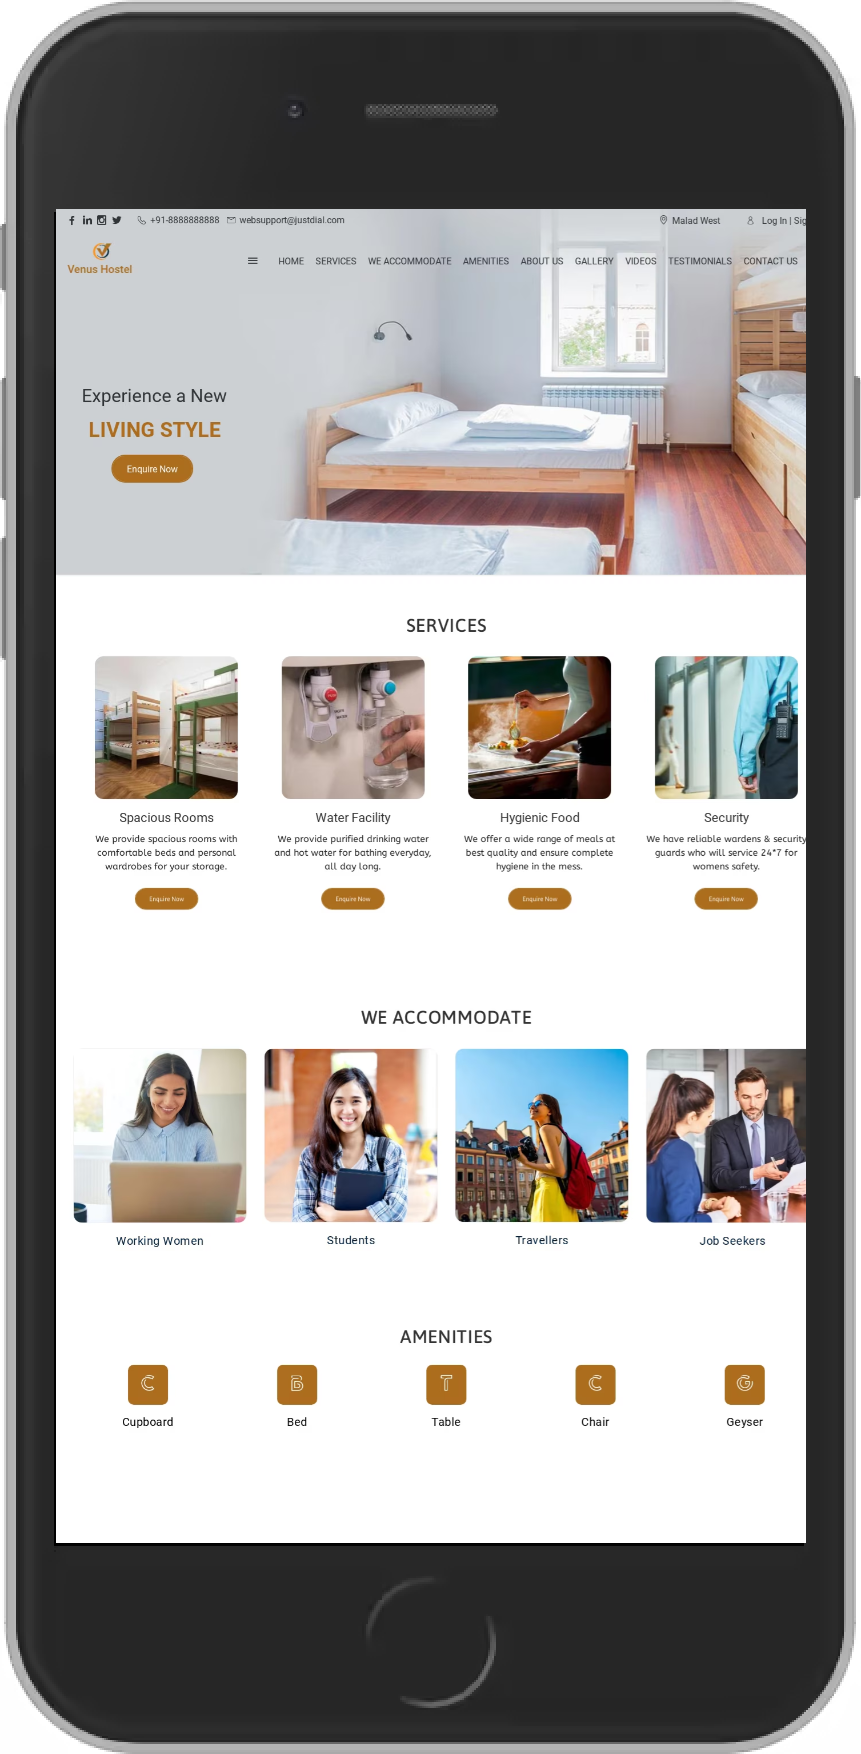 +91-8888888888 websupport@justdial.com Malad West Log In | Sig
Venus Hostel
HOME SERVICES WE ACCOMMODATE AMENITIES ABOUT US GALLERY VIDEOS TESTIMONIALS CONTACT US
Experience a New
LIVING STYLE
Enquire Now
SERVICES
Spacious Rooms
We provide spacious rooms with
comfortable beds and personal
wardrobes for your storage.
Enquire Now
Water Facility
We provide purified drinking water
and hot water for bathing everyday,
all day long.
Enquire Now
Hygienic Food
We offer a wide range of meals at
best quality and ensure complete
hygiene in the mess.
Enquire Now
Security
We have reliable wardens & security
guards who will service 24*7 for
womens safety.
Enquire Now
WE ACCOMMODATE
Working Women
Students
Travellers
Job Seekers
AMENITIES
C
Cupboard
B
Bed
T
Table
C
Chair
G
Geyser